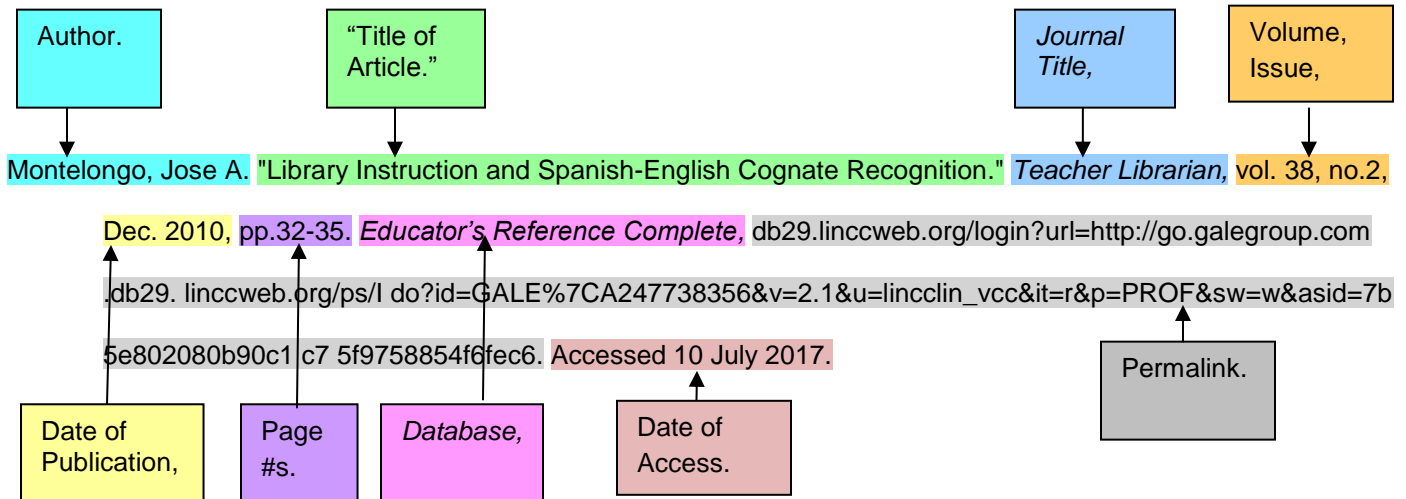 Author.
“Title of
Article.”
Journal
Title,
Volume,
Issue,
Montelongo, Jose A. "Library Instruction and Spanish-English Cognate Recognition." Teacher Librarian, vol. 38, no.2,
Dec. 2010, pp.32-35. Educator’s Reference Complete, db29.linccweb.org/login?url=http://go.galegroup.com
.db29. linccweb.org/ps/I do?id=GALE%7CA247738356&v=2.1&u=lincclin_vcc&it=r&p=PROF&sw=w&asid=7b
5e802080b90c1 c7 5f9758854f6fec6. Accessed 10 July 2017.
Permalink.
Date of
Publication,
Page
#s.
Database,
Date of
Access.